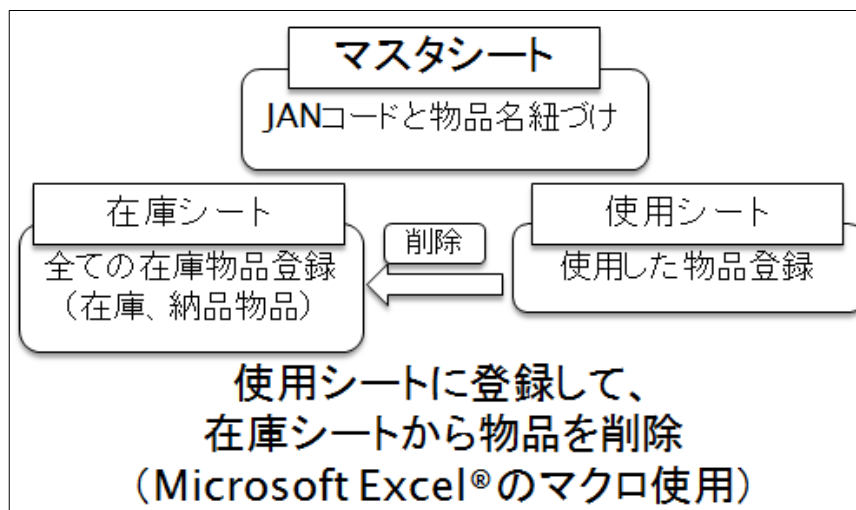 マスタシート
JANコードと物品名紐づけ
在庫シート
全ての在庫物品登録
（在庫、納品物品）
削除
使用シート
使用した物品登録
使用シートに登録して、
在庫シートから物品を削除
（Microsoft Excel®のマクロ使用）